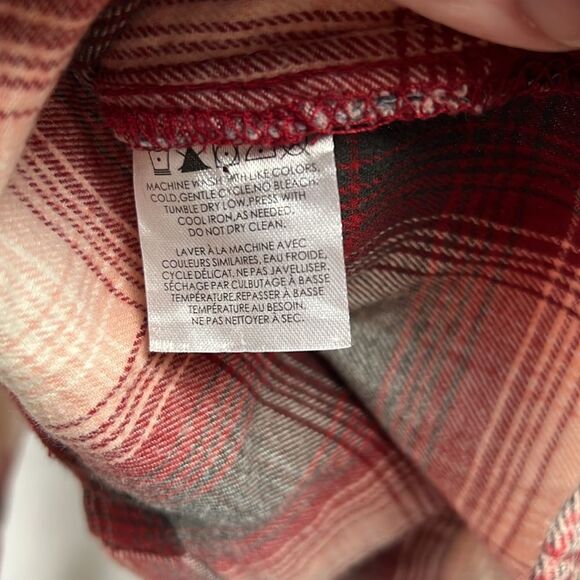 MACHINE WASH WITH LIKE COLORS,
COLD,GENTLE CYCLE.NO BLEACH.
TUMBLE DRY LOW.PRESS WITH
COOL IRON,AS NEEDED.
DO NOT DRY CLEAN.
LAVER À LA MACHINE AVEC
COULEURS SIMILAIRES, EAU FROIDE,
CYCLE DÉLICAT. NE PAS JAVELLISER.
SÉCHAGE PAR CULBUTAGE À BASSE
TEMPÉRATURE.REPASSER À BASSE
TEMPÉRATURE AU BESOIN.
NE PAS NETTOYER À SEC.